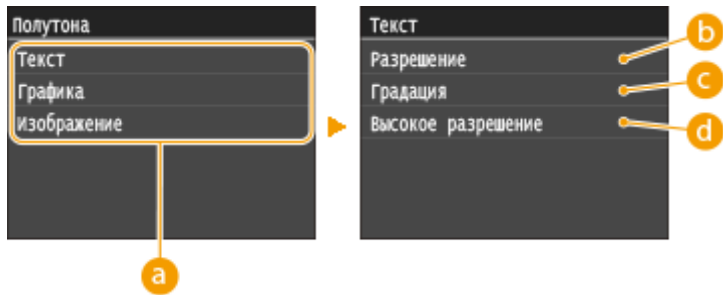 Полутона
Текст
Графика
Изображение
a
Текст
Разрешение
Градация
Высокое разрешение
b
c
d